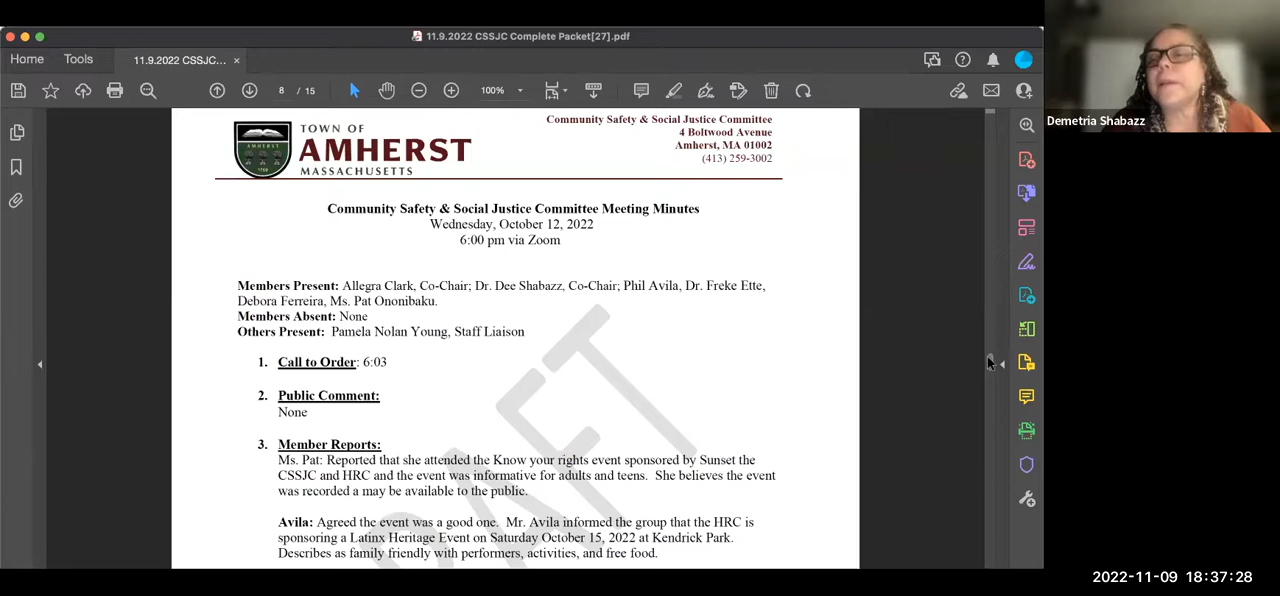 11.9.2022 CSSJC Complete Packet[27].pdf
Home Tools 11.9.2022 CSSJC... ×
8 / 15 100%
Demetria Shabazz
TOWN OF
AMHERST
MASSACHUSETTS
AMHERST
Community Safety & Social Justice Committee
4 Boltwood Avenue
Amherst, MA 01002
(413) 259-3002
Community Safety & Social Justice Committee Meeting Minutes
Wednesday, October 12, 2022
6:00 pm via Zoom
Members Present: Allegra Clark, Co-Chair; Dr. Dee Shabazz, Co-Chair; Phil Avila, Dr. Freke Ette,
Debora Ferreira, Ms. Pat Ononibaku.
Members Absent: None
Others Present: Pamela Nolan Young, Staff Liaison
1. Call to Order: 6:03
2. Public Comment:
None
3. Member Reports:
Ms. Pat: Reported that she attended the Know your rights event sponsored by Sunset the
CSSJC and HRC and the event was informative for adults and teens. She believes the event
was recorded a may be available to the public.
Avila: Agreed the event was a good one. Mr. Avila informed the group that the HRC is
sponsoring a Latinx Heritage Event on Saturday October 15, 2022 at Kendrick Park.
Describes as family friendly with performers, activities, and free food.
DRAFT
2022-11-09 18:37:28